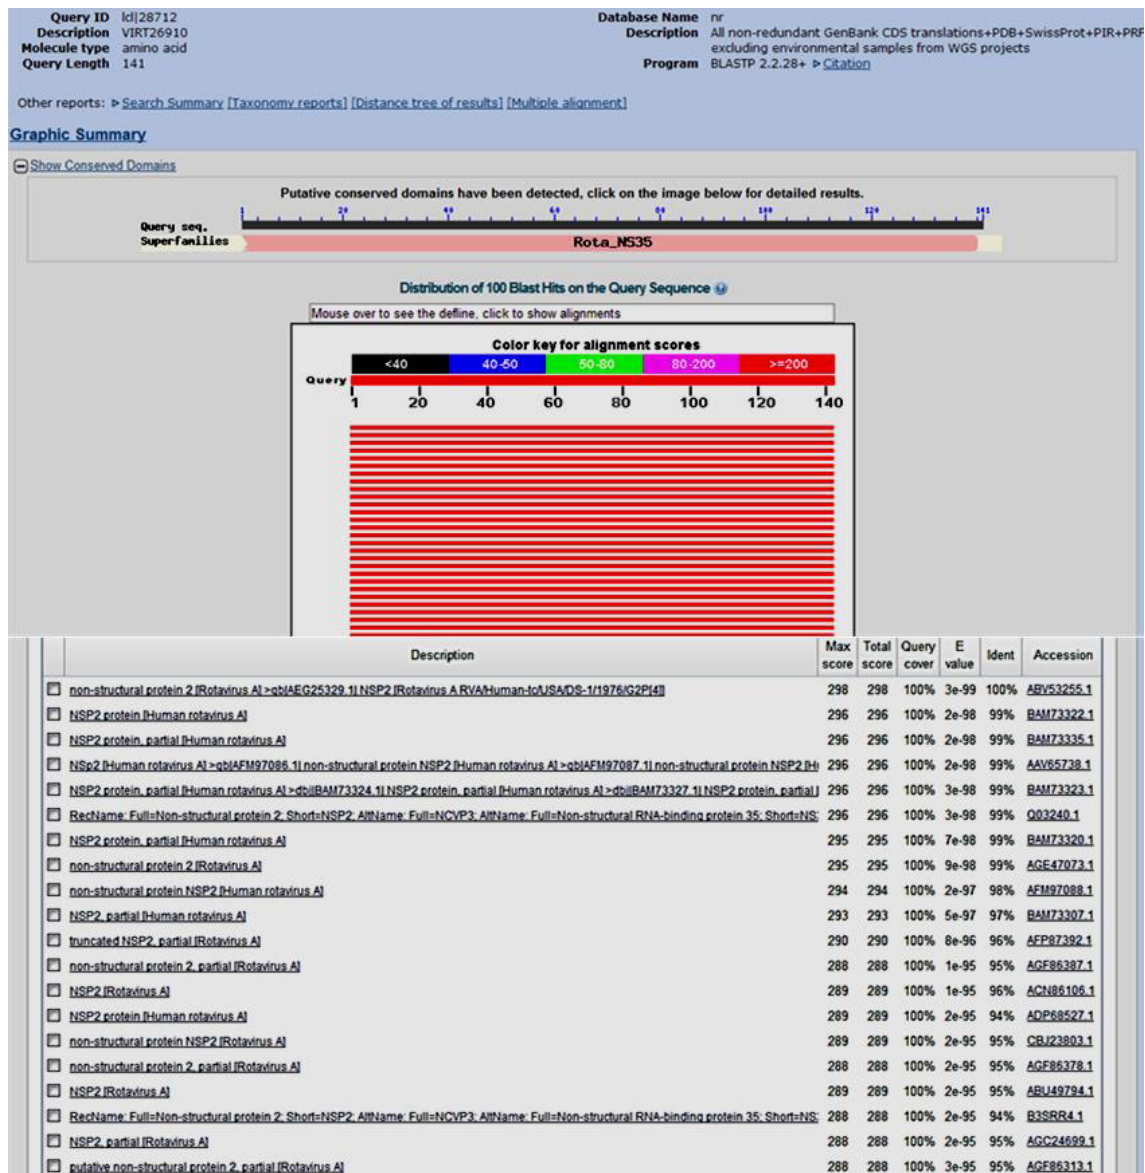 Query ID lcl|28712
Description VIRT26910
Molecule type amino acid
Query Length 141
Database Name nr
Description All non-redundant GenBank CDS translations+PDB+SwissProt+PIR+PRF
excluding environmental samples from WGS projects
Program BLASTP 2.2.28+ Citation
Other reports: Search Summary [Taxonomy reports] [Distance tree of results] [Multiple alignment]
Graphic Summary
Show Conserved Domains
Putative conserved domains have been detected, click on the image below for detailed results.
1 20 40 60 80 100 120 141
Query seq.
Superfamilies Rota_NS35
Distribution of 100 Blast Hits on the Query Sequence
Mouse over to see the defline, click to show alignments
Color key for alignment scores
<40 40-50 50-80 80-200 >=200
Query
1 20 40 60 80 100 120 140
Description Max score Total score Query cover E value Ident Accession
non-structural protein 2 [Rotavirus A] >gb|AEG25329.1| NSP2 [Rotavirus A RVA/Human-tc/USA/DS-1/1976/G2P[4]] 298 298 100% 3e-99 100% ABV53255.1
NSP2 protein [Human rotavirus A] 296 296 100% 2e-98 99% BAM73322.1
NSP2 protein, partial [Human rotavirus A] 296 296 100% 2e-98 99% BAM73335.1
NSp2 [Human rotavirus A] >gb|AFM97086.1| non-structural protein NSP2 [Human rotavirus A] >gb|AFM97087.1| non-structural protein NSP2 [H 296 296 100% 2e-98 99% AAV65738.1
NSP2 protein, partial [Human rotavirus A] >dbj|BAM73324.1| NSP2 protein, partial [Human rotavirus A] >dbj|BAM73327.1| NSP2 protein, partial [ 296 296 100% 3e-98 99% BAM73323.1
RecName: Full=Non-structural protein 2; Short=NSP2; AltName: Full=NCVP3; AltName: Full=Non-structural RNA-binding protein 35; Short=NS: 296 296 100% 3e-98 99% Q03240.1
NSP2 protein, partial [Human rotavirus A] 295 295 100% 7e-98 99% BAM73320.1
non-structural protein 2 [Rotavirus A] 295 295 100% 9e-98 99% AGE47073.1
non-structural protein NSP2 [Human rotavirus A] 294 294 100% 2e-97 98% AFM97088.1
NSP2, partial [Human rotavirus A] 293 293 100% 5e-97 97% BAM73307.1
truncated NSP2, partial [Rotavirus A] 290 290 100% 8e-96 96% AFP87392.1
non-structural protein 2, partial [Rotavirus A] 288 288 100% 1e-95 95% AGF86387.1
NSP2 [Rotavirus A] 289 289 100% 1e-95 96% ACN86106.1
NSP2 protein [Human rotavirus A] 289 289 100% 2e-95 94% ADP68527.1
non-structural protein NSP2 [Rotavirus A] 289 289 100% 2e-95 95% CBJ23803.1
non-structural protein 2, partial [Rotavirus A] 288 288 100% 2e-95 95% AGF86378.1
NSP2 [Rotavirus A] 289 289 100% 2e-95 95% ABU49794.1
RecName: Full=Non-structural protein 2; Short=NSP2; AltName: Full=NCVP3; AltName: Full=Non-structural RNA-binding protein 35; Short=NS: 288 288 100% 2e-95 94% B3SRR4.1
NSP2, partial [Rotavirus A] 288 288 100% 2e-95 95% AGC24699.1
putative non-structural protein 2, partial [Rotavirus A] 288 288 100% 3e-95 95% AGF86313.1